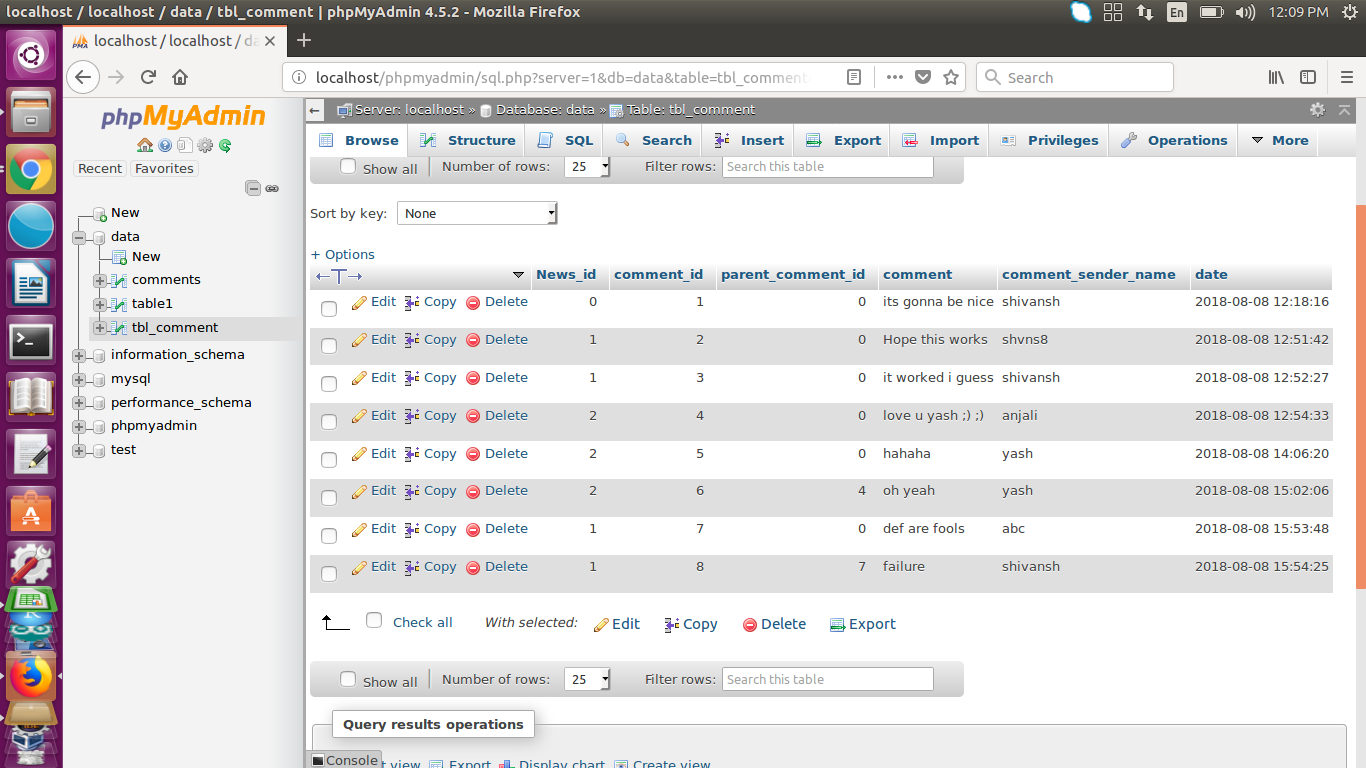 localhost / localhost / data / tbl_comment | phpMyAdmin 4.5.2 - Mozilla Firefox
En
12:09 PM
localhost / localhost / da
localhost/phpmyadmin/sql.php?server=1&db=data&table=tbl_commen
Search
phpMyAdmin
Recent
Favorites
New
data
New
comments
table1
tbl_comment
information_schema
mysql
performance_schema
phpmyadmin
test
Server: localhost » Database: data » Table: tbl_comment
Browse Structure SQL Search Insert Export Import Privileges Operations More
Show all Number of rows: 25 Filter rows: Search this table
Sort by key: None
+ Options
News_id comment_id parent_comment_id comment comment_sender_name date
Edit Copy Delete 0 1 0 its gonna be nice shivansh 2018-08-08 12:18:16
Edit Copy Delete 1 2 0 Hope this works shvns8 2018-08-08 12:51:42
Edit Copy Delete 1 3 0 it worked i guess shivansh 2018-08-08 12:52:27
Edit Copy Delete 2 4 0 love u yash ;) ;) anjali 2018-08-08 12:54:33
Edit Copy Delete 2 5 0 hahaha yash 2018-08-08 14:06:20
Edit Copy Delete 2 6 4 oh yeah yash 2018-08-08 15:02:06
Edit Copy Delete 1 7 0 def are fools abc 2018-08-08 15:53:48
Edit Copy Delete 1 8 7 failure shivansh 2018-08-08 15:54:25
Check all With selected: Edit Copy Delete Export
Show all Number of rows: 25 Filter rows: Search this table
Query results operations
Console
view Export Display chart Create view